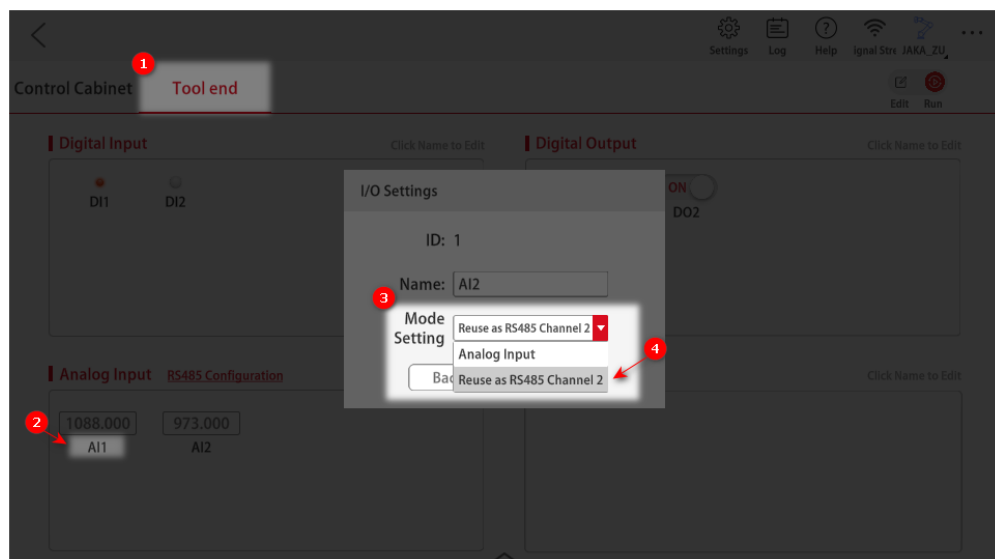 Settings
Log
Help
ignal Stre
JAKA_ZU
1
Control Cabinet
Tool end
Edit
Run
Digital Input
Click Name to Edit
DI1
DI2
Digital Output
Click Name to Edit
ON
DO2
I/O Settings
ID: 1
Name: AI2
3
Mode
Setting
Reuse as RS485 Channel 2
Analog Input
Reuse as RS485 Channel 2
4
Bac
Analog Input
RS485 Configuration
Click Name to Edit
2
1088.000
973.000
AI1
AI2